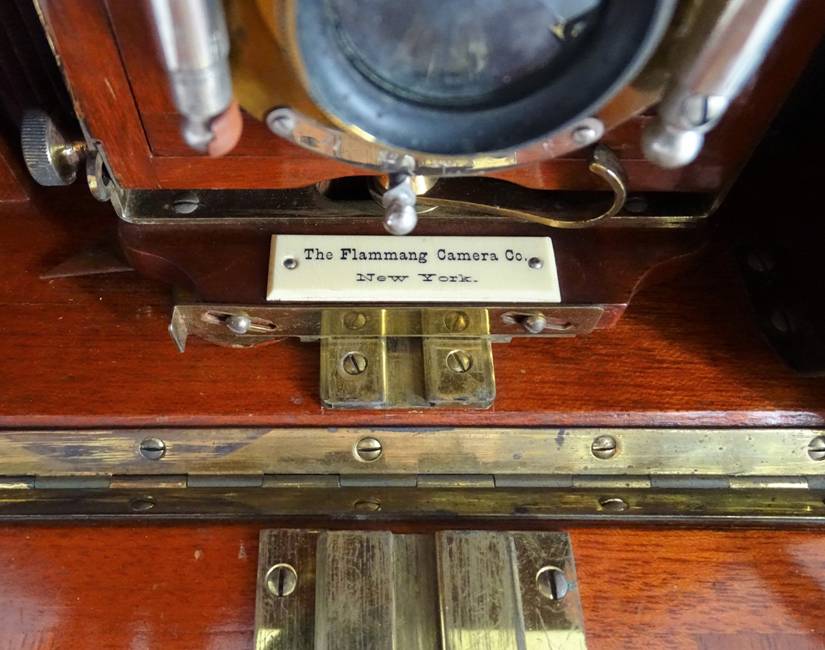 The Flammang Camera Co.
New York.